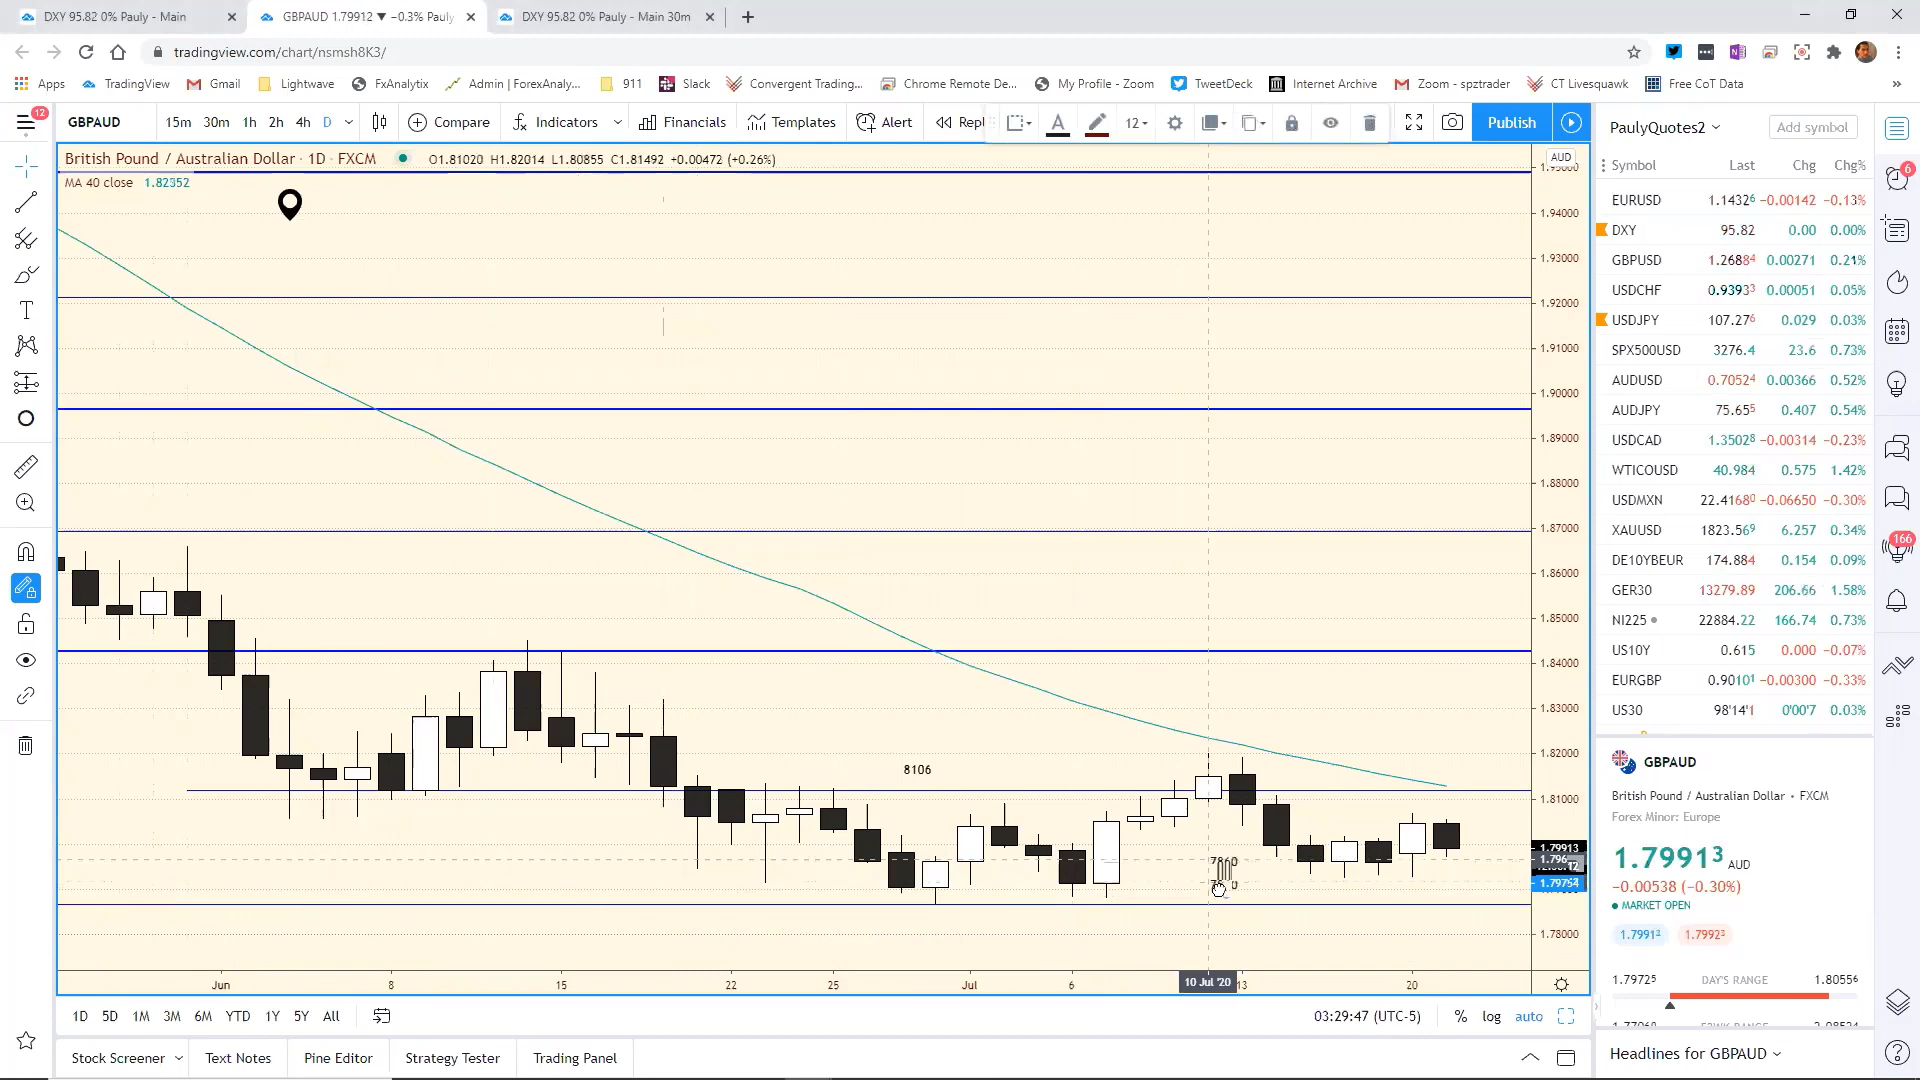 DXY 95.82 0% Pauly - Main
GBPAUD 1.79912 ▼ −0.3% Pauly
DXY 95.82 0% Pauly - Main 30m
tradingview.com/chart/nsmsh8K3/
Apps TradingView Gmail Lightwave FxAnalytix Admin | ForexAnaly... 911 Slack Convergent Trading... Chrome Remote De... My Profile - Zoom TweetDeck Internet Archive Zoom - spztrader CT Livesquawk Free CoT Data »
12 GBPAUD 15m 30m 1h 2h 4h D Compare Indicators Financials Templates Alert Repl 12 Publish
PaulyQuotes2 Add symbol
British Pound / Australian Dollar · 1D · FXCM O1.81020 H1.82014 L1.80855 C1.81492 +0.00472 (+0.26%)
MA 40 close 1.82352
AUD
1.94000
1.93000
1.92000
1.91000
1.90000
1.89000
1.88000
1.87000
1.86000
1.85000
1.84000
1.83000
1.82000
1.81000
1.79913
1.79754
1.78000
8106
7860
Jun 8 15 22 25 Jul 6 10 Jul '20 13 20
1D 5D 1M 3M 6M YTD 1Y 5Y All
03:29:47 (UTC-5) % log auto
Stock Screener Text Notes Pine Editor Strategy Tester Trading Panel
Symbol Last Chg Chg%
EURUSD 1.14326 −0.00142 −0.13%
DXY 95.82 0.00 0.00%
GBPUSD 1.26884 0.00271 0.21%
USDCHF 0.93933 0.00051 0.05%
USDJPY 107.276 0.029 0.03%
SPX500USD 3276.4 23.6 0.73%
AUDUSD 0.70524 0.00366 0.52%
AUDJPY 75.655 0.407 0.54%
USDCAD 1.35028 −0.00314 −0.23%
WTICOUSD 40.984 0.575 1.42%
USDMXN 22.41680 −0.06650 −0.30%
XAUUSD 1823.569 6.257 0.34%
DE10YBEUR 174.884 0.154 0.09%
GER30 13279.89 206.66 1.58%
NI225 22884.22 166.74 0.73%
US10Y 0.615 0.000 −0.07%
EURGBP 0.90101 −0.00300 −0.33%
US30 98'14'1 0'00'7 0.03%
GBPAUD
British Pound / Australian Dollar • FXCM
Forex Minor: Europe
1.79913 AUD
−0.00538 (−0.30%)
MARKET OPEN
1.79912 1.79923
1.79725 DAY'S RANGE 1.80556
Headlines for GBPAUD
6
166